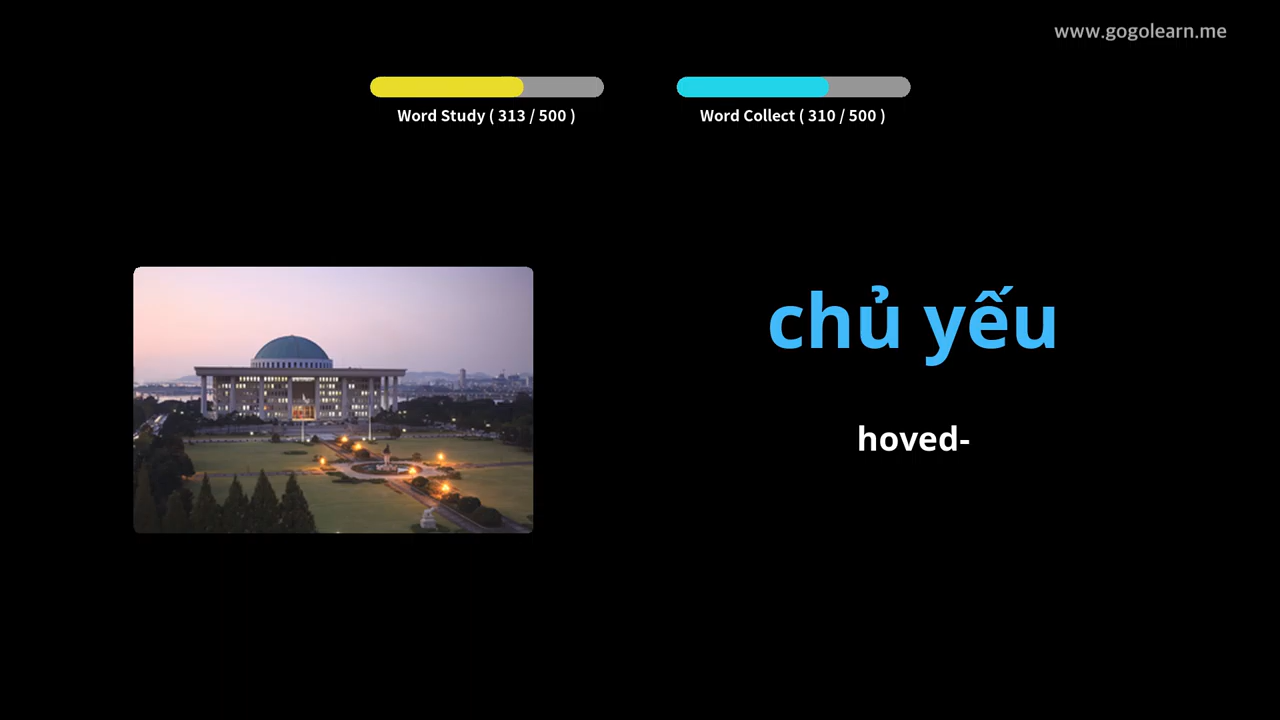 www.gogolearn.me
Word Study ( 313 / 500 )
Word Collect ( 310 / 500 )
chủ yếu
hoved-